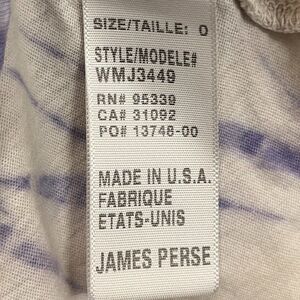 SIZE/TAILLE: 0
STYLE/MODELE#
WMJ3449
RN# 95339
CA# 31092
PO# 13748-00
MADE IN U.S.A.
FABRIQUE
ETATS-UNIS
JAMES PERSE